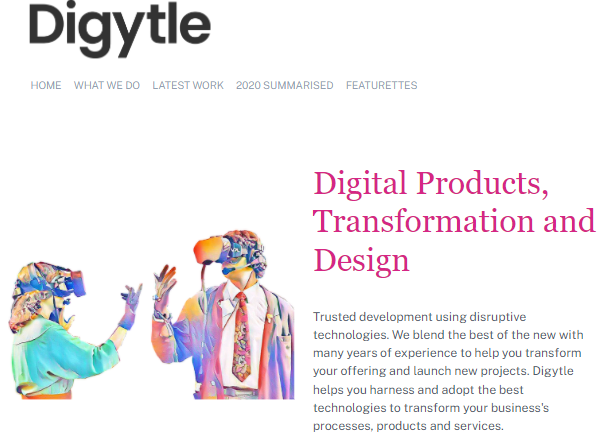 Digytle
HOME WHAT WE DO LATEST WORK 2020 SUMMARISED FEATURETTES
Digital Products,
Transformation and
Design
Trusted development using disruptive
technologies. We blend the best of the new with
many years of experience to help you transform
your offering and launch new projects. Digytle
helps you harness and adopt the best
technologies to transform your business's
processes, products and services.